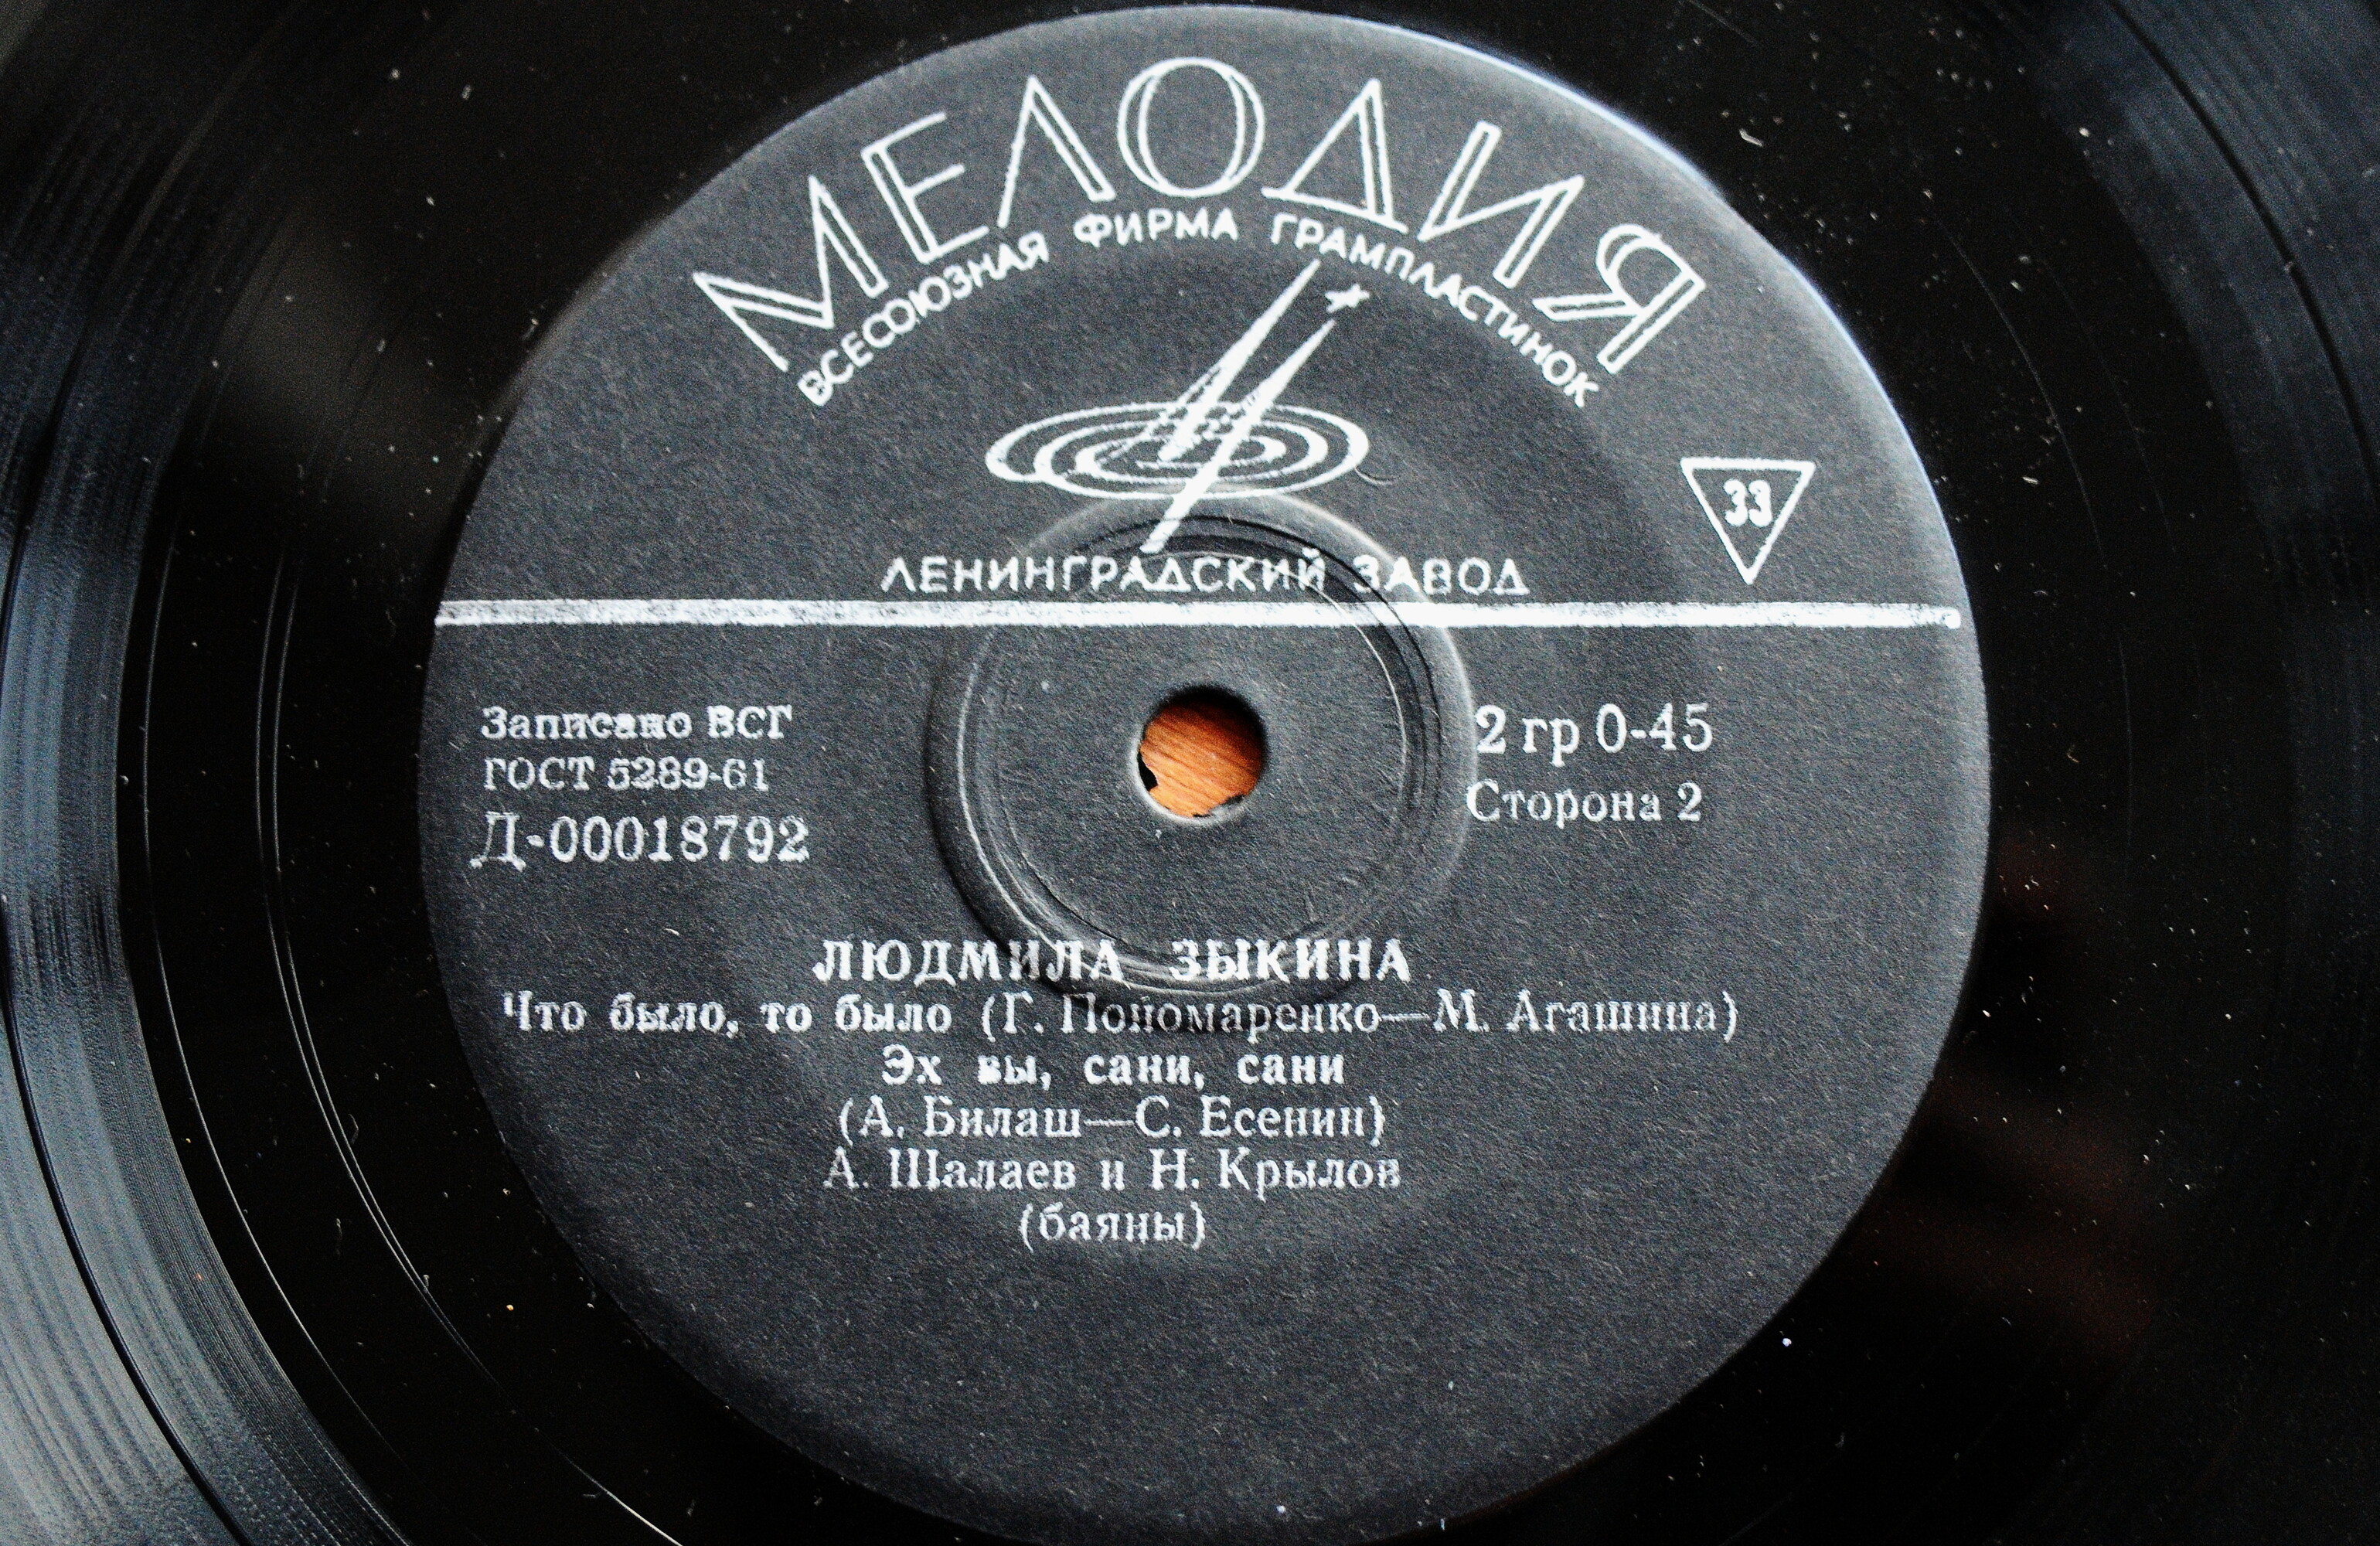 МЕЛОДИЯ
ВСЕСОЮЗНАЯ ФИРМА ГРАМПЛАСТИНОК
33
ЛЕНИНГРАДСКИЙ ЗАВОД
Записано ВСГ
ГОСТ 5289-61
Д-00018792
2 гр 0-45
Сторона 2
ЛЮДМИЛА ЗЫКИНА
Что было, то было (Г. Пономаренко—М. Агашина)
Эх вы, сани, сани
(А. Билаш—С. Есенин)
А. Шалаев и Н. Крылов
(баяны)